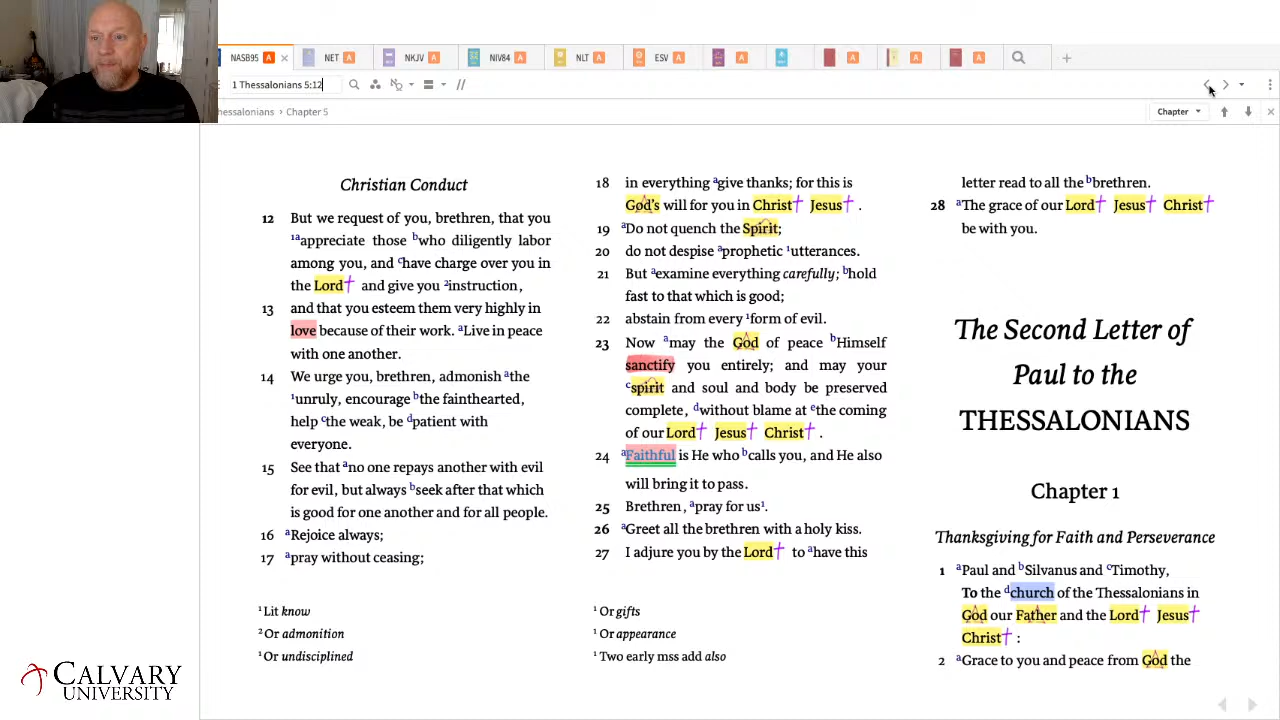 NASB95 A
NET A
NKJV A
NIV84 A
NLT A
ESV A
A
A
A
A
1 Thessalonians 5:12
//
hessalonians › Chapter 5
Chapter
Christian Conduct
12 But we request of you, brethren, that you
1a appreciate those b who diligently labor
among you, and c have charge over you in
the Lord and give you 2 instruction,
13 and that you esteem them very highly in
love because of their work. a Live in peace
with one another.
14 We urge you, brethren, admonish a the
1 unruly, encourage b the fainthearted,
help c the weak, be d patient with
everyone.
15 See that a no one repays another with evil
for evil, but always b seek after that which
is good for one another and for all people.
16 a Rejoice always;
17 a pray without ceasing;
1 Lit know
2 Or admonition
1 Or undisciplined
18 in everything a give thanks; for this is
God's will for you in Christ Jesus .
19 a Do not quench the Spirit;
20 do not despise a prophetic 1 utterances.
21 But a examine everything carefully; b hold
fast to that which is good;
22 abstain from every 1 form of evil.
23 Now a may the God of peace b Himself
sanctify you entirely; and may your
c spirit and soul and body be preserved
complete, d without blame at e the coming
of our Lord Jesus Christ .
24 a Faithful is He who b calls you, and He also
will bring it to pass.
25 Brethren, a pray for us 1.
26 a Greet all the brethren with a holy kiss.
27 I adjure you by the Lord to a have this
1 Or gifts
1 Or appearance
1 Two early mss add also
letter read to all the b brethren.
28 a The grace of our Lord Jesus Christ
be with you.
The Second Letter of
Paul to the
THESSALONIANS
Chapter 1
Thanksgiving for Faith and Perseverance
1 a Paul and b Silvanus and c Timothy,
To the d church of the Thessalonians in
God our Father and the Lord Jesus
Christ :
2 a Grace to you and peace from God the
CALVARY
UNIVERSITY